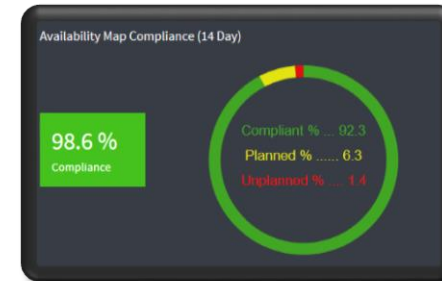 Availability Map Compliance (14 Day)
98.6 %
Compliance
Compliant % ... 92.3
Planned % ...... 6.3
Unplanned % .... 1.4